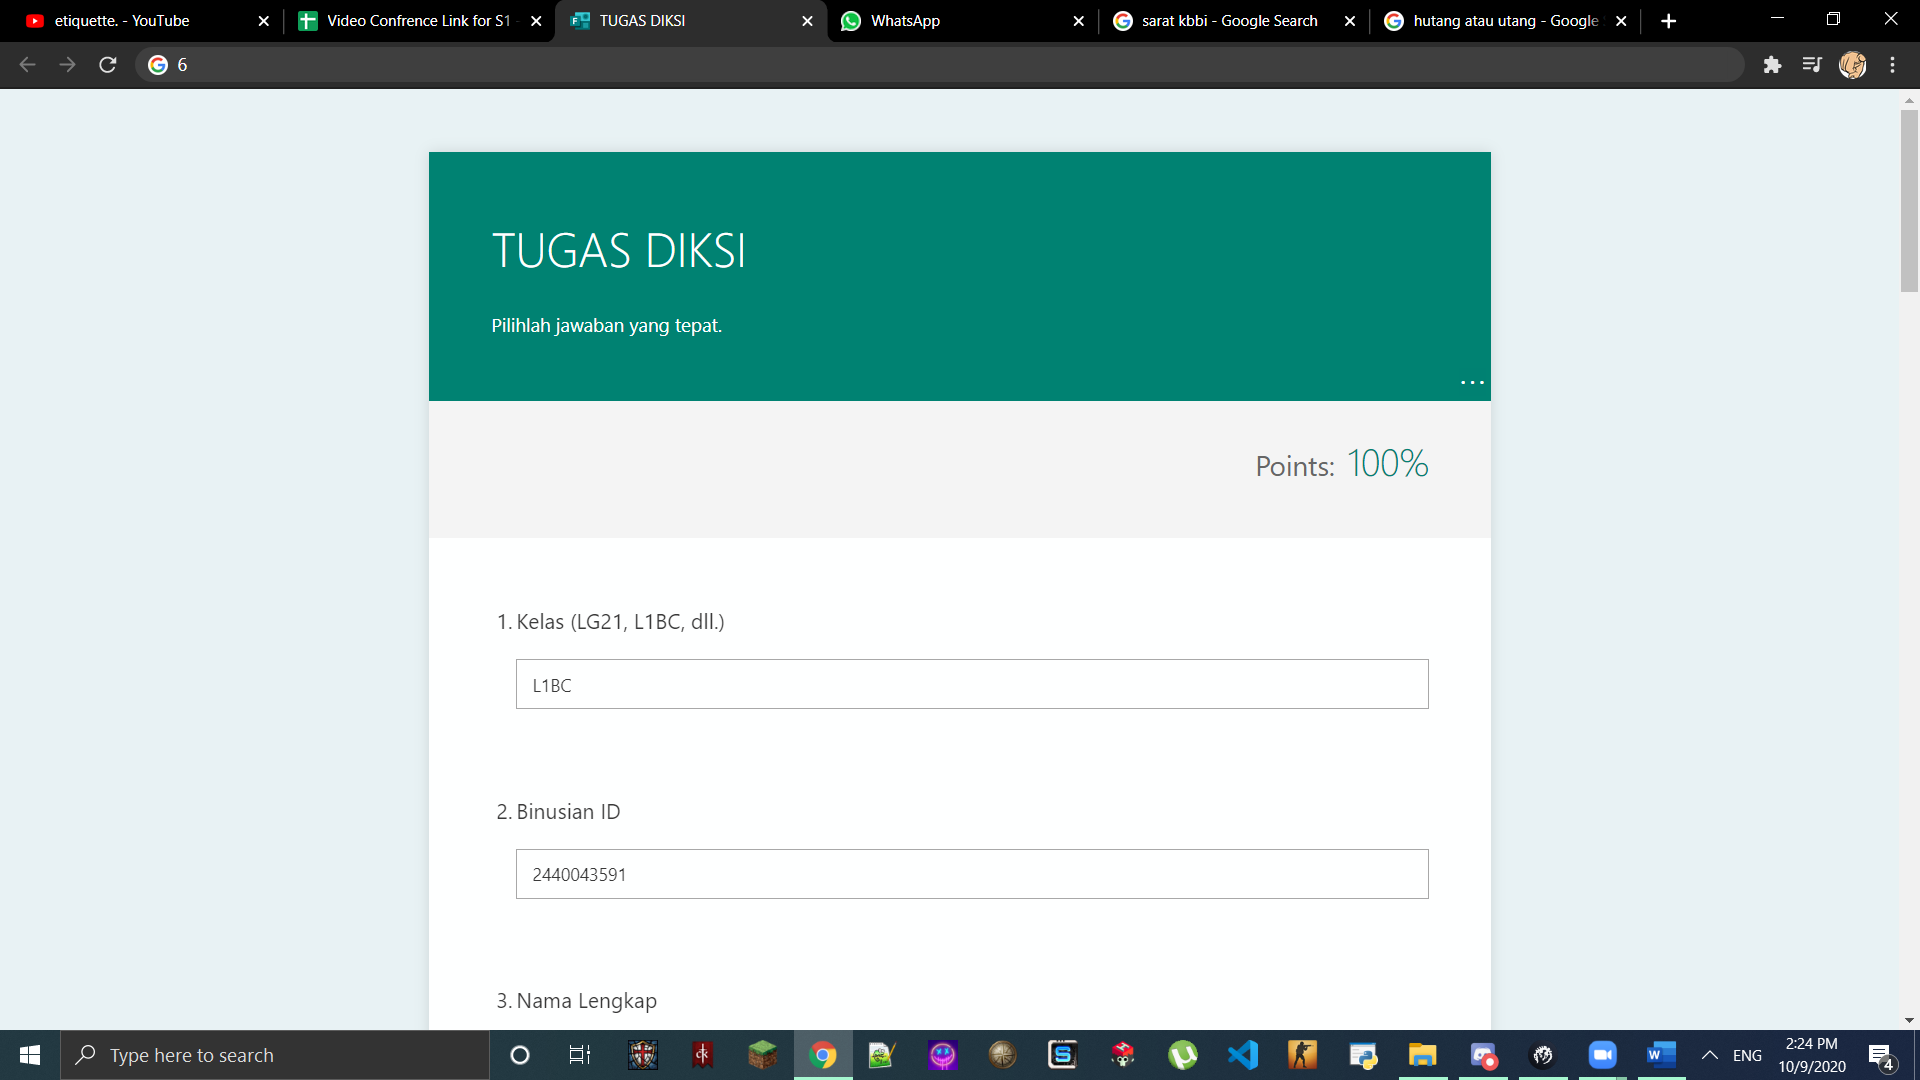 etiquette. - YouTube
Video Confrence Link for S1 -
TUGAS DIKSI
WhatsApp
sarat kbbi - Google Search
hutang atau utang - Google S
6
TUGAS DIKSI
Pilihlah jawaban yang tepat.
...
Points: 100%
1. Kelas (LG21, L1BC, dll.)
L1BC
2. Binusian ID
2440043591
3. Nama Lengkap
Type here to search
ENG
2:24 PM
10/9/2020
4